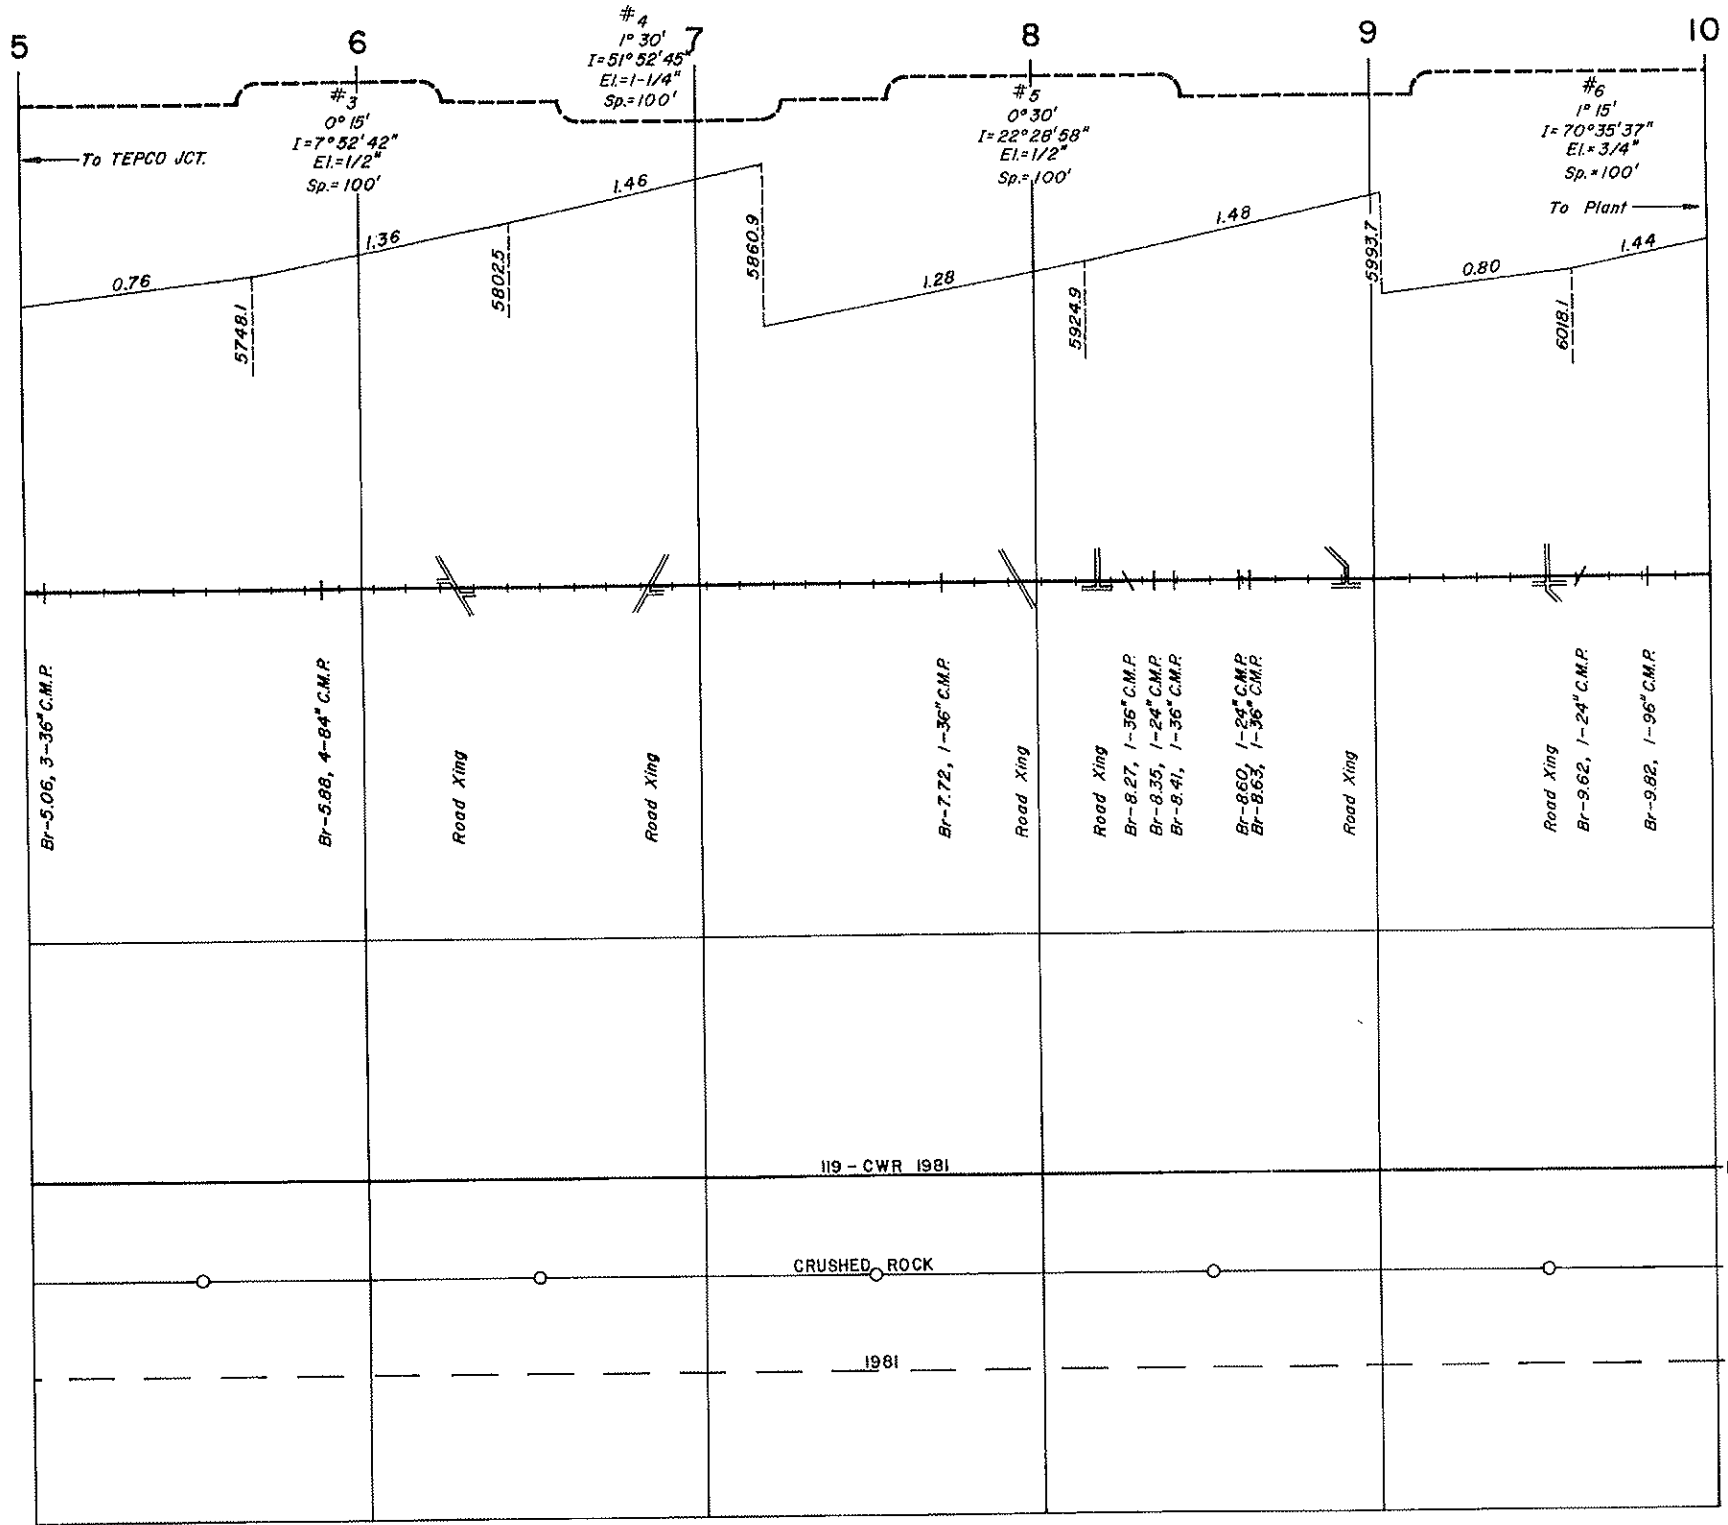 5
6
7
8
9
10
#3
0° 15'
I=7° 52' 42"
El.=1/2"
Sp.=100'
#4
1° 30'
I=51° 52' 45"
El.=1-1/4"
Sp.=100'
#5
0° 30'
I=22° 28' 58"
El.=1/2"
Sp.=100'
#6
1° 15'
I=70° 35' 37"
El.=3/4"
Sp.=100'
To TEPCO JCT.
To Plant
0.76
1.36
1.46
1.28
1.48
0.80
1.44
5748.1
5802.5
5860.9
5924.9
5993.7
6018.1
Br-5.06, 3-36" C.M.P.
Br-5.88, 4-84" C.M.P.
Road Xing
Road Xing
Br-7.72, 1-36" C.M.P.
Road Xing
Road Xing
Br-8.27, 1-36" C.M.P.
Br-8.35, 1-24" C.M.P.
Br-8.41, 1-36" C.M.P.
Br-8.60, 1-24" C.M.P.
Br-8.63, 1-36" C.M.P.
Road Xing
Road Xing
Br-9.62, 1-24" C.M.P.
Br-9.82, 1-96" C.M.P.
119-CWR 1981
CRUSHED ROCK
1981